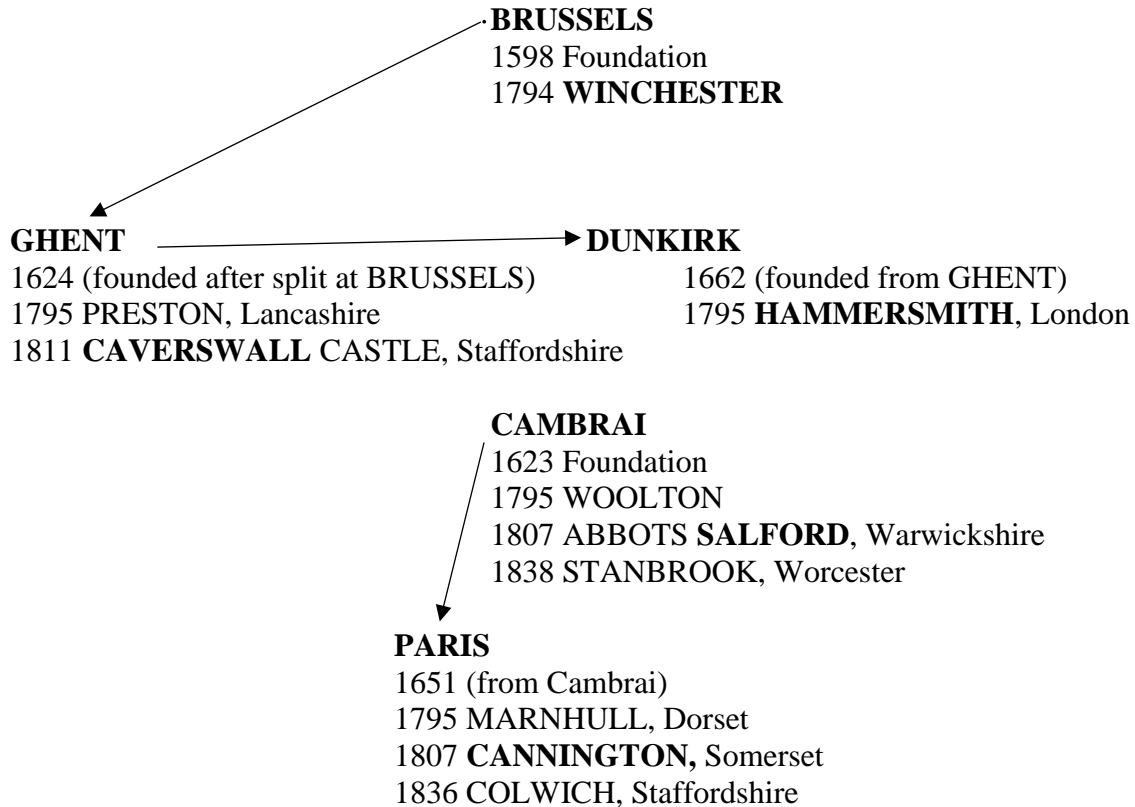 BRUSSELS
1598 Foundation
1794 WINCHESTER
GHENT
1624 (founded after split at BRUSSELS)
1795 PRESTON, Lancashire
1811 CAVERSWALL CASTLE, Staffordshire
DUNKIRK
1662 (founded from GHENT)
1795 HAMMERSMITH, London
CAMBRAI
1623 Foundation
1795 WOOLTON
1807 ABBOTS SALFORD, Warwickshire
1838 STANBROOK, Worcester
PARIS
1651 (from Cambrai)
1795 MARNHULL, Dorset
1807 CANNINGTON, Somerset
1836 COLWICH, Staffordshire